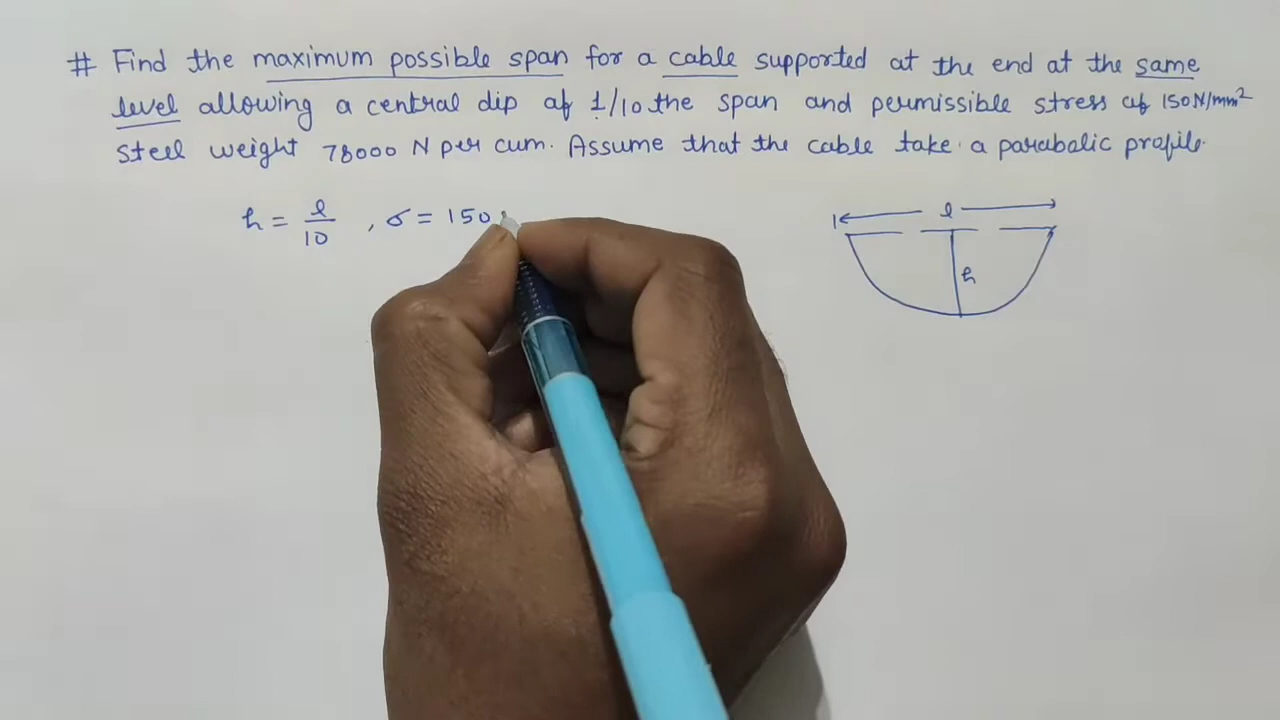 # Find the maximum possible span for a cable supported at the end at the same
level allowing a central dip of 1/10 the span and permissible stress of 150N/mm²
Steel weight 78000 N per cum. Assume that the cable take a parabolic profile.
h = l/10 , σ = 150
l
h